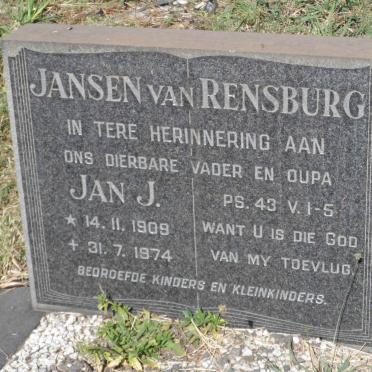 JANSEN VAN RENSBURG
IN TERE HERINNERING AAN
ONS DIERBARE VADER EN OUPA
JAN J.
* 14. 11. 1909
+ 31. 7. 1974
PS. 43 V. 1-5
WANT U IS DIE GOD
VAN MY TOEVLUG.
BEDROEFDE KINDERS EN KLEINKINDERS.